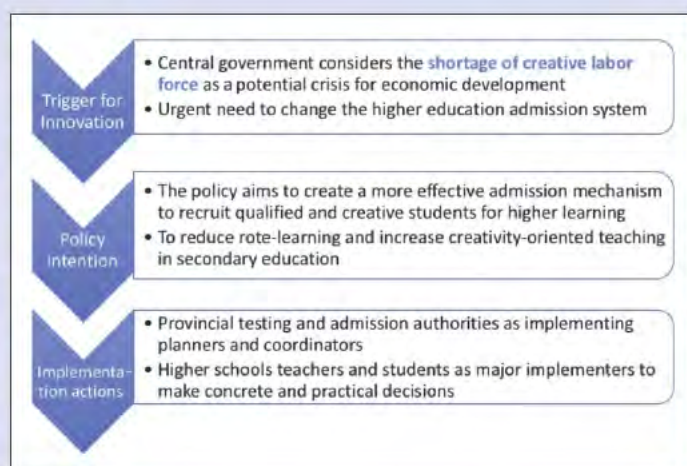 Trigger for
Innovation
• Central government considers the shortage of creative labor
force as a potential crisis for economic development
• Urgent need to change the higher education admission system
Policy
Intention
• The policy aims to create a more effective admission mechanism
to recruit qualified and creative students for higher learning
• To reduce rote-learning and increase creativity-oriented teaching
in secondary education
Implementa-
tion actions
• Provincial testing and admission authorities as implementing
planners and coordinators
• Higher schools teachers and students as major implementers to
make concrete and practical decisions